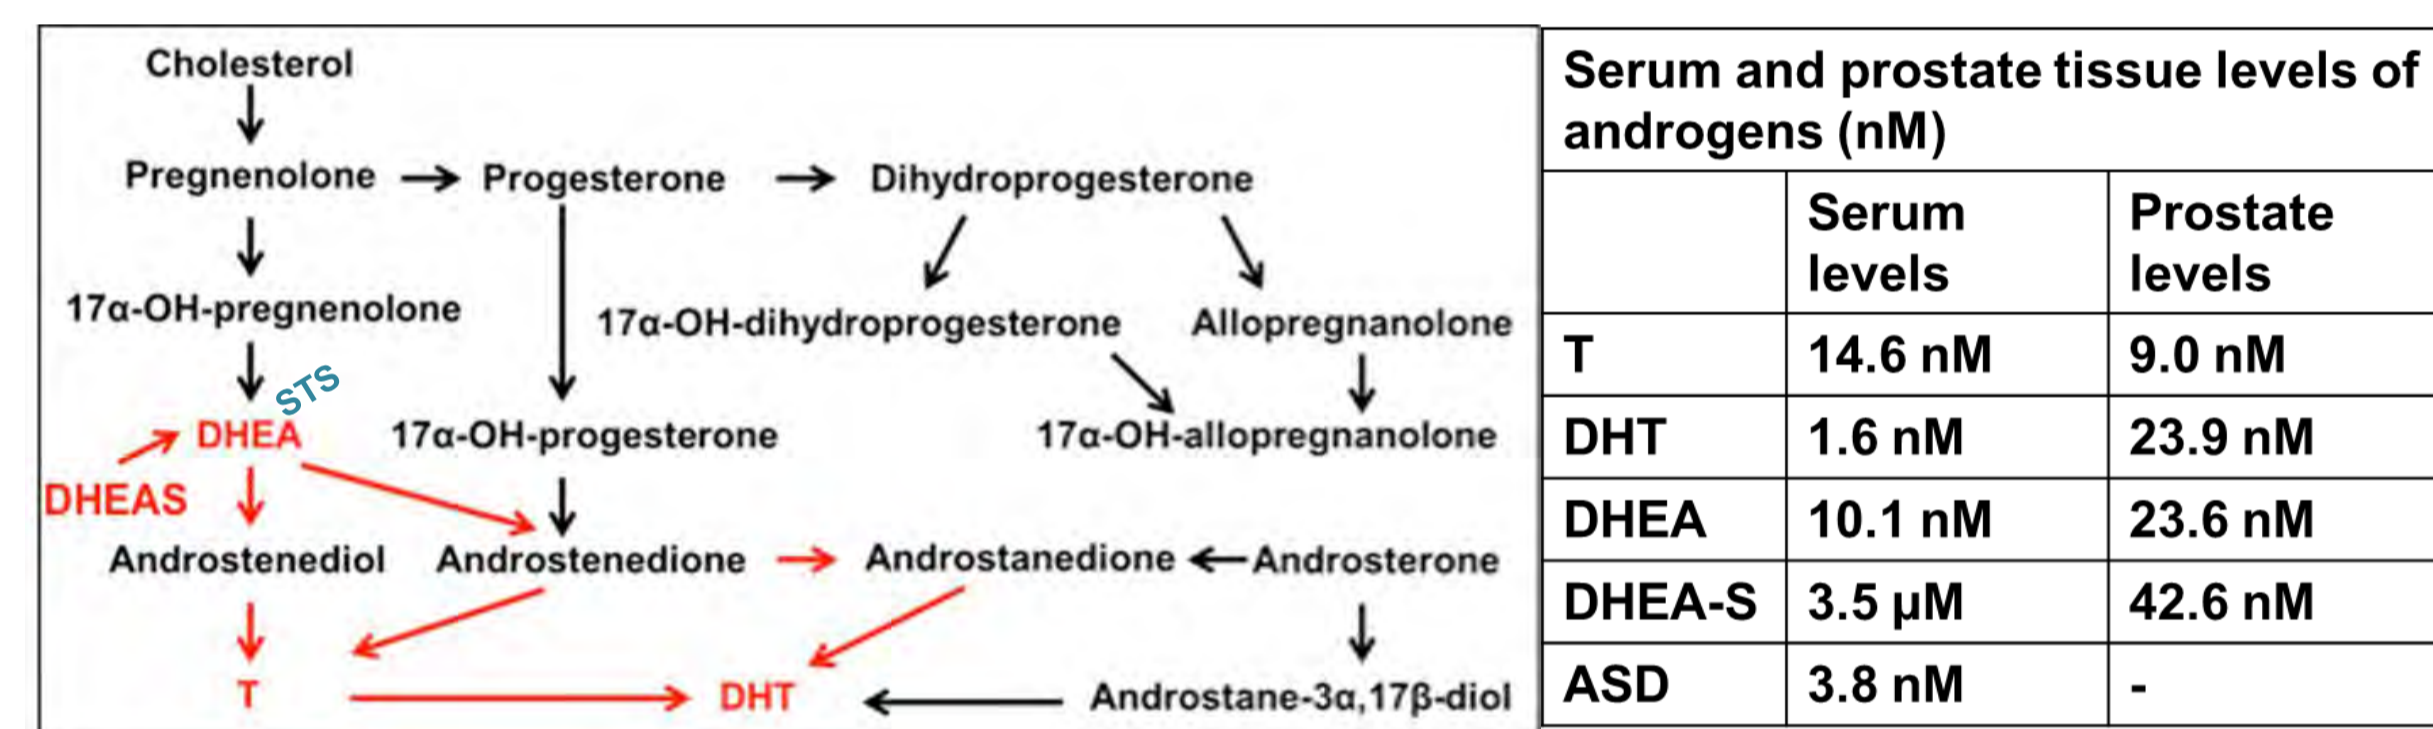 Cholesterol
Pregnenolone
Progesterone
Dihydroprogesterone
17α-OH-pregnenolone
17α-OH-dihydroprogesterone
Allopregnanolone
STS
DHEA
17α-OH-progesterone
17α-OH-allopregnanolone
DHEAS
Androstenediol
Androstenedione
Androstanedione
Androsterone
T
DHT
Androstane-3α,17β-diol
Serum and prostate tissue levels of
androgens (nM)
Serum levels
Prostate levels
T 14.6 nM 9.0 nM
DHT 1.6 nM 23.9 nM
DHEA 10.1 nM 23.6 nM
DHEA-S 3.5 μM 42.6 nM
ASD 3.8 nM -